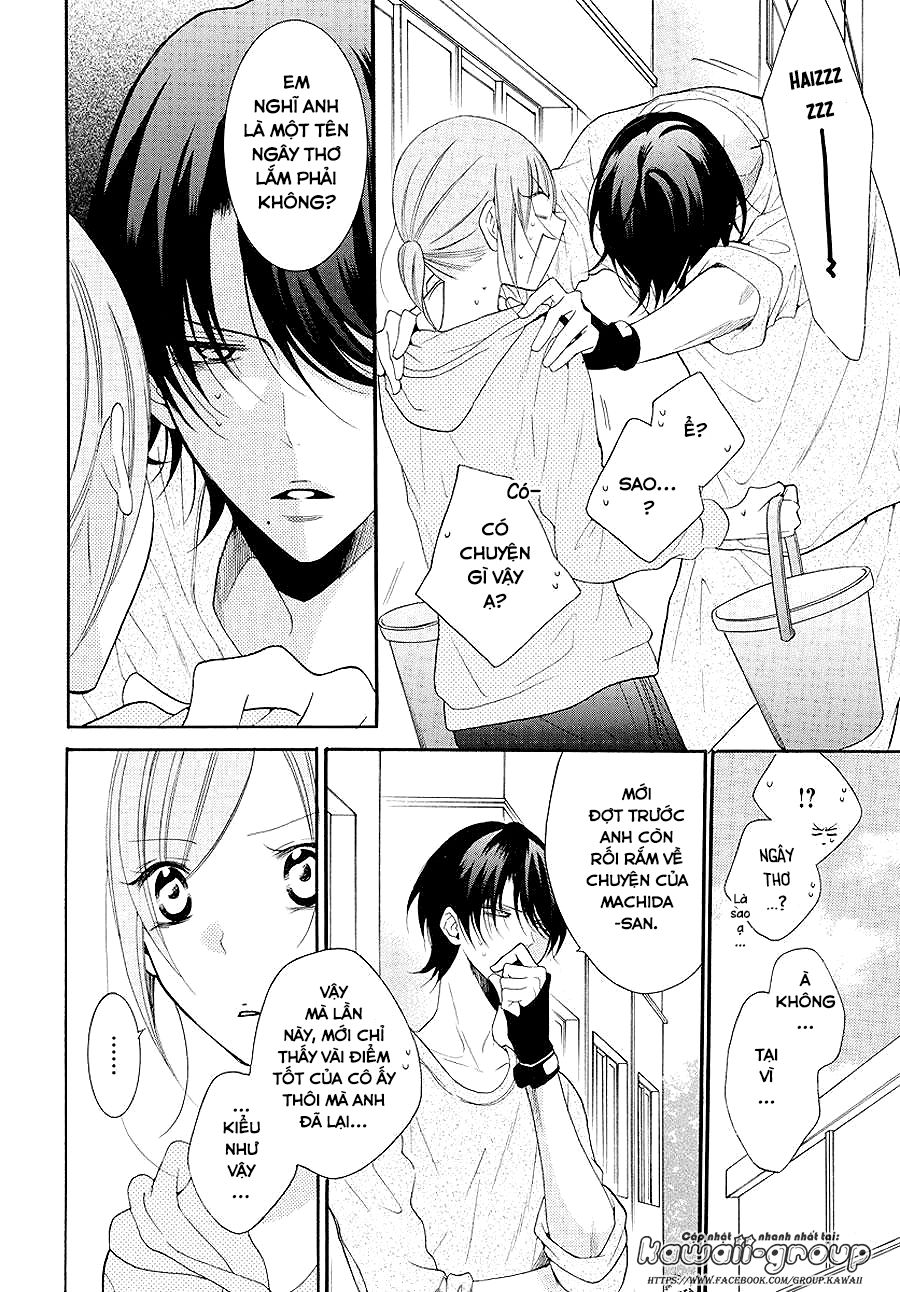 HAIZZZ
ZZZ
Ể?
SAO...
?
CÓ-
CÓ
CHUYỆN
GÌ VẬY
Ạ?
EM
NGHĨ ANH
LÀ MỘT TÊN
NGÂY THƠ
LẮM PHẢI
KHÔNG?
!?
NGÂY
THƠ
...?
Là
sao
ạ
...
À
KHÔNG
...
TẠI
VÌ
...
MỚI
ĐỢT TRƯỚC
ANH CÒN
RỐI RẮM VỀ
CHUYỆN CỦA
MACHIDA
-SAN.
VẬY
MÀ LẦN
NÀY, MỚI CHỈ
THẤY VÀI ĐIỂM
TỐT CỦA CÔ ẤY
THÔI MÀ ANH
ĐÃ LẠI...
...
KIỂU
NHƯ
VẬY
...
......
Cập nhật nhanh nhất tại:
Kawaii-group
HTTPS://WWW.FACEBOOK.COM/GROUP.KAWAII